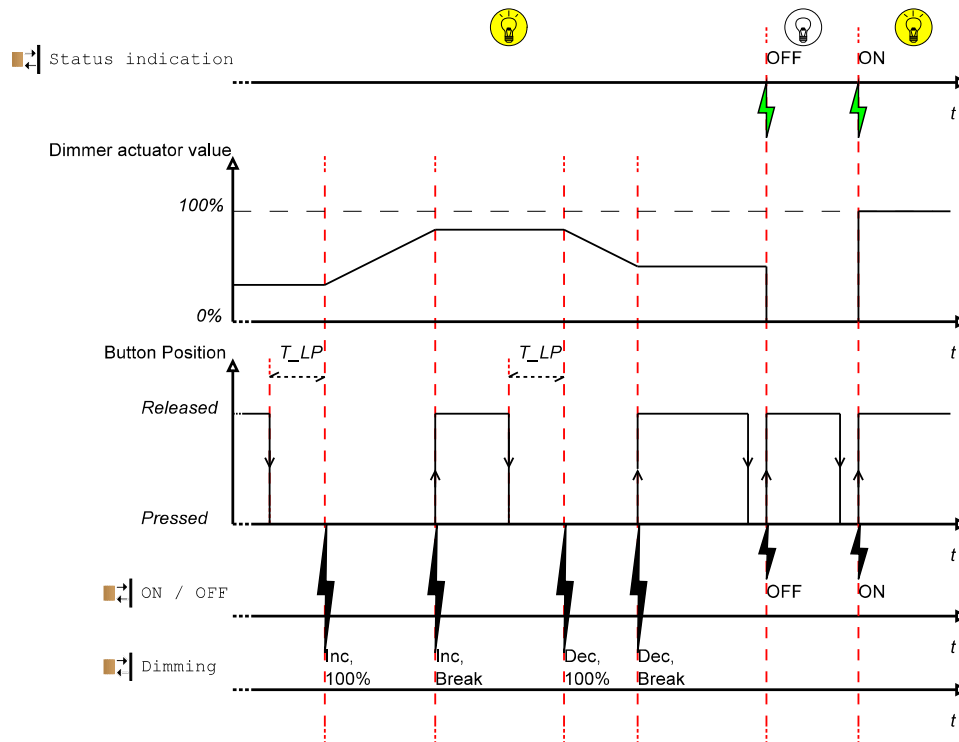 OFF
ON
Status indication
t
Dimmer actuator value
100%
0%
t
Button Position
T_LP
T_LP
Released
Pressed
t
ON / OFF
OFF
ON
t
Inc,
100%
Inc,
Break
Dec,
100%
Dec,
Break
Dimming
t